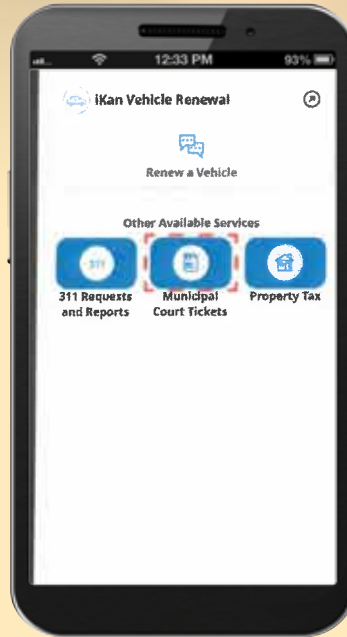 12:33 PM 93%
iKan Vehicle Renewal
Renew a Vehicle
Other Available Services
311
311 Requests and Reports
Municipal Court Tickets
Property Tax